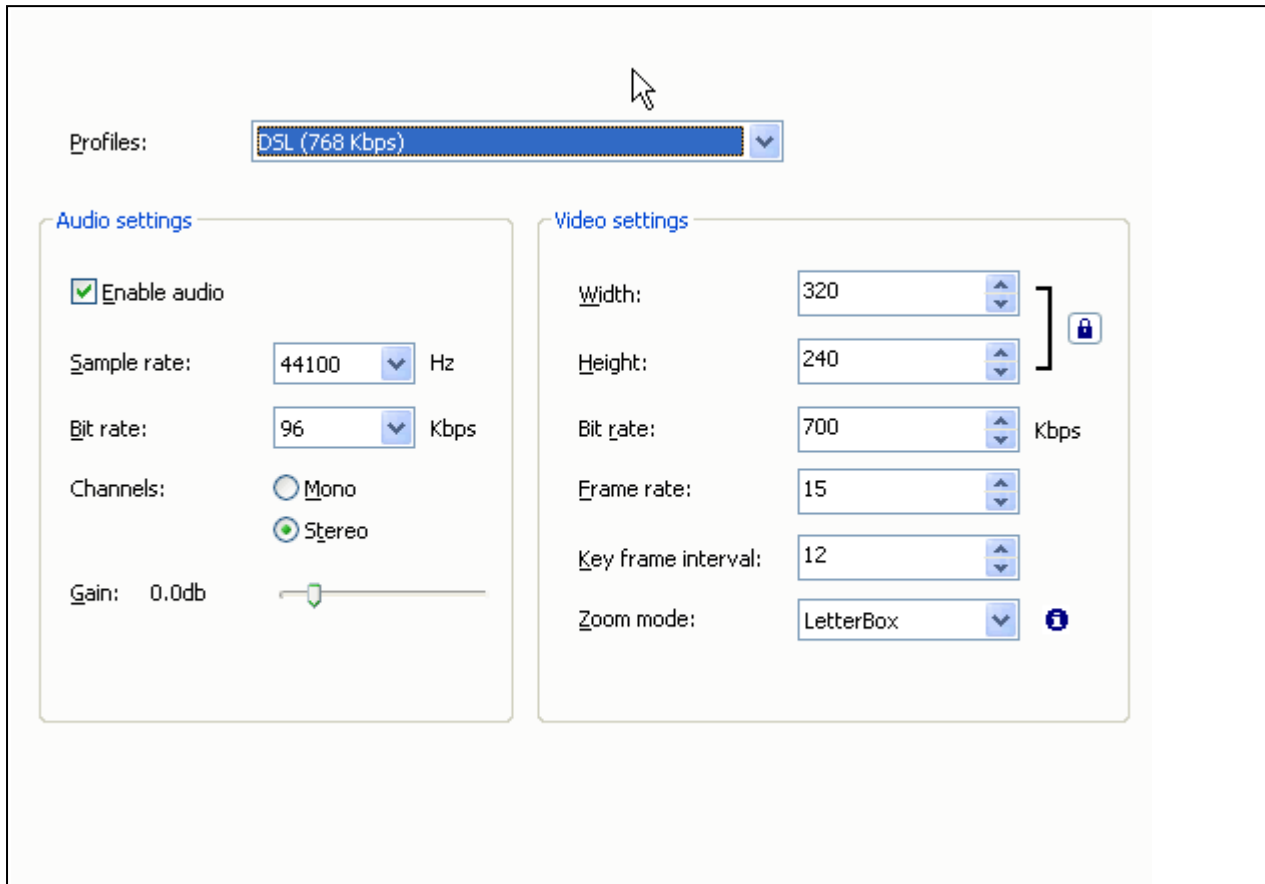 Profiles: DSL (768 Kbps)
Audio settings
Enable audio
Sample rate: 44100 Hz
Bit rate: 96 Kbps
Channels: Mono
Stereo
Gain: 0.0db
Video settings
Width: 320
Height: 240
Bit rate: 700 Kbps
Frame rate: 15
Key frame interval: 12
Zoom mode: LetterBox